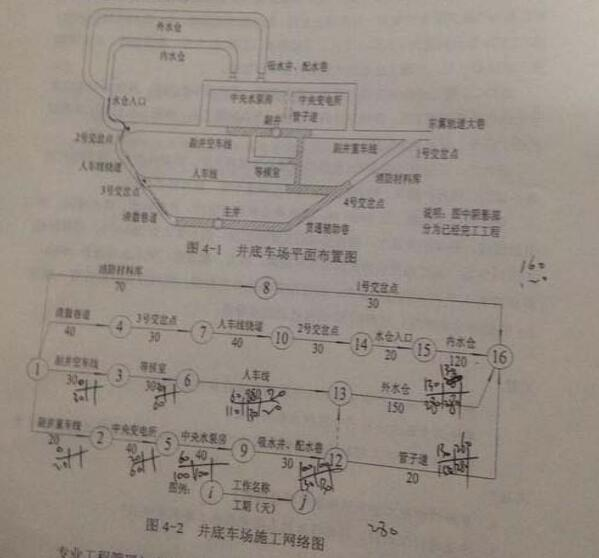 外水仓
内水仓
吸水井、配水巷
水仓入口
中央水泵房
中央变电所
管子道
副井
东翼轨道大巷
2号交岔点
副井空车线
副井重车线
1号交岔点
等候室
人车线绕道
人车线
消防材料库
3号交岔点
4号交岔点
清撒巷道
主井
贯通辅助巷
说明：图中阴影部
分为已经完工工程
图 4-1 井底车场平面布置图
160
消防材料库
70
8
1号交岔点
30
清撒巷道
40
4
3号交岔点
30
7
人车线绕道
40
10
2号交岔点
30
14
水仓入口
20
15
内水仓
120
16
1
副井空车线
30
3
等候室
30
6
人车线
13
外水仓
150
副井重车线
20
2
中央变电所
40
5
中央水泵房
40
9
吸水井、配水巷
30
12
管子道
20
图例：
i
工作名称
工期（天）
j
图 4-2 井底车场施工网络图
280
专业工程管理